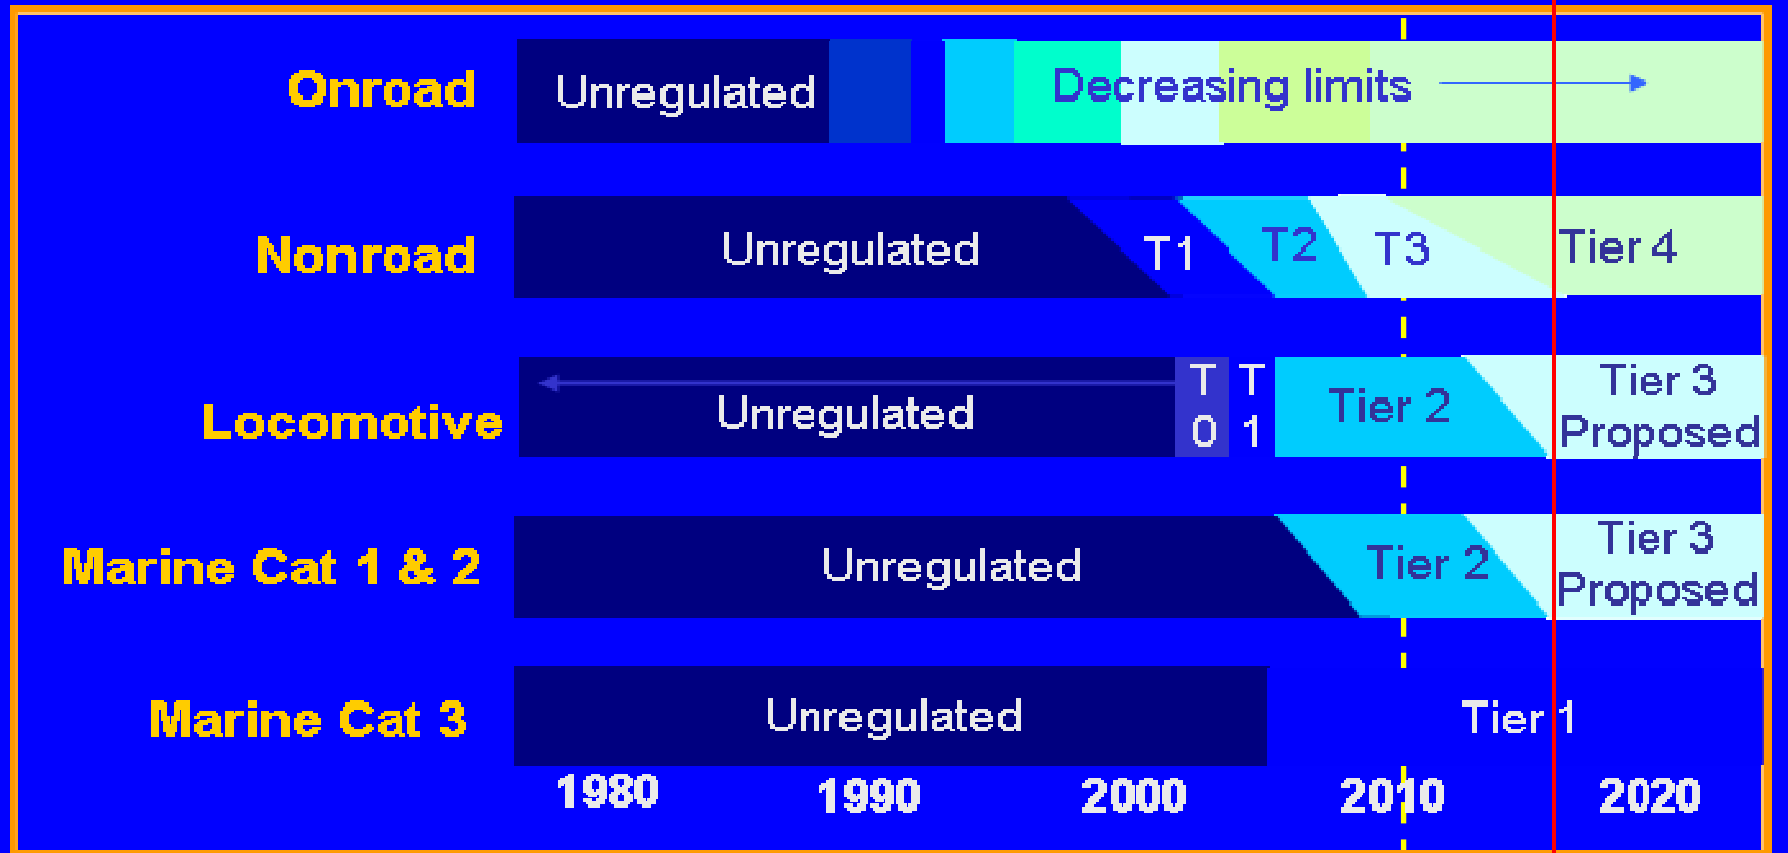 Onroad Unregulated Decreasing limits
Nonroad Unregulated T1 T2 T3 Tier 4
Locomotive Unregulated T0 T1 Tier 2 Tier 3 Proposed
Marine Cat 1 & 2 Unregulated Tier 2 Tier 3 Proposed
Marine Cat 3 Unregulated Tier 1
1980 1990 2000 2010 2020